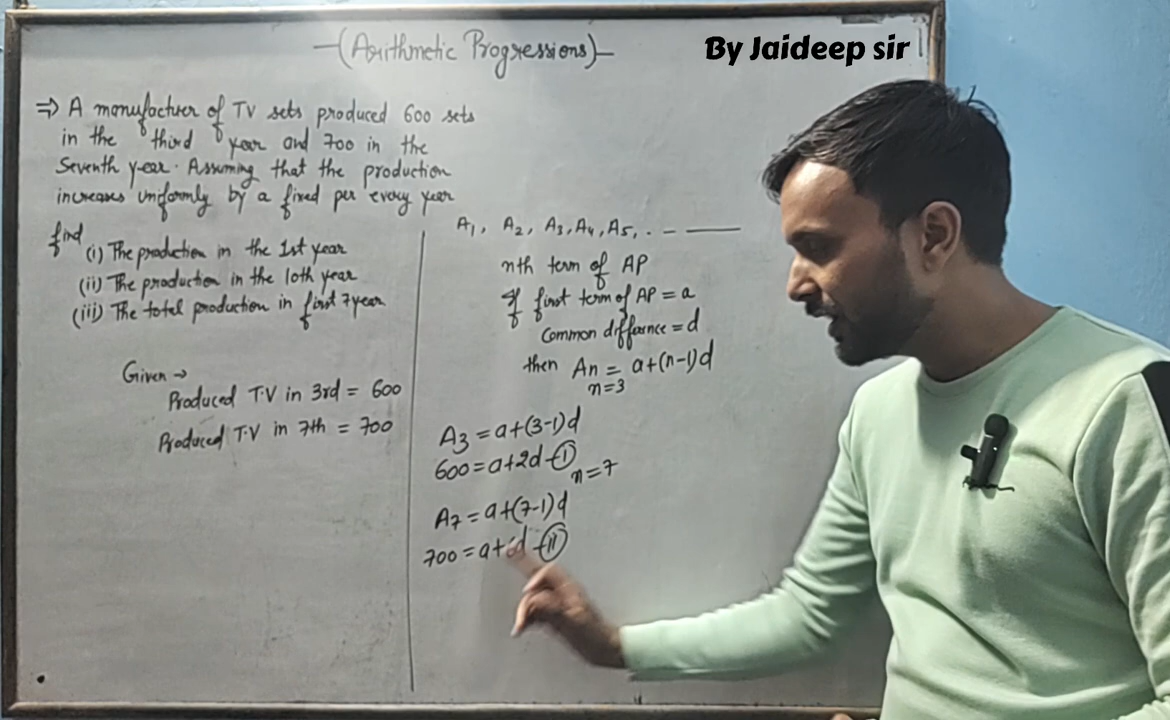 (Arithmetic Progressions)
By Jaideep sir
⇒ A manufactuer of TV sets produced 600 sets
in the third year and 700 in the
Seventh year. Assuming that the production
increases uniformly by a fixed per every year
find
(i) The production in the 1st year
(ii) The production in the 10th year
(iii) The total production in first 7year
Given →
Produced T.V in 3rd = 600
Produced T.V in 7th = 700
A1, A2, A3, A4, A5, . - ———
nth term of AP
If first term of AP = a
Common difference = d
then An = a+(n-1)d
n=3
A3 = a+(3-1)d
600 = a+2d -(I)
n=7
A7 = a+(7-1)d
700 = a+6d -(II)